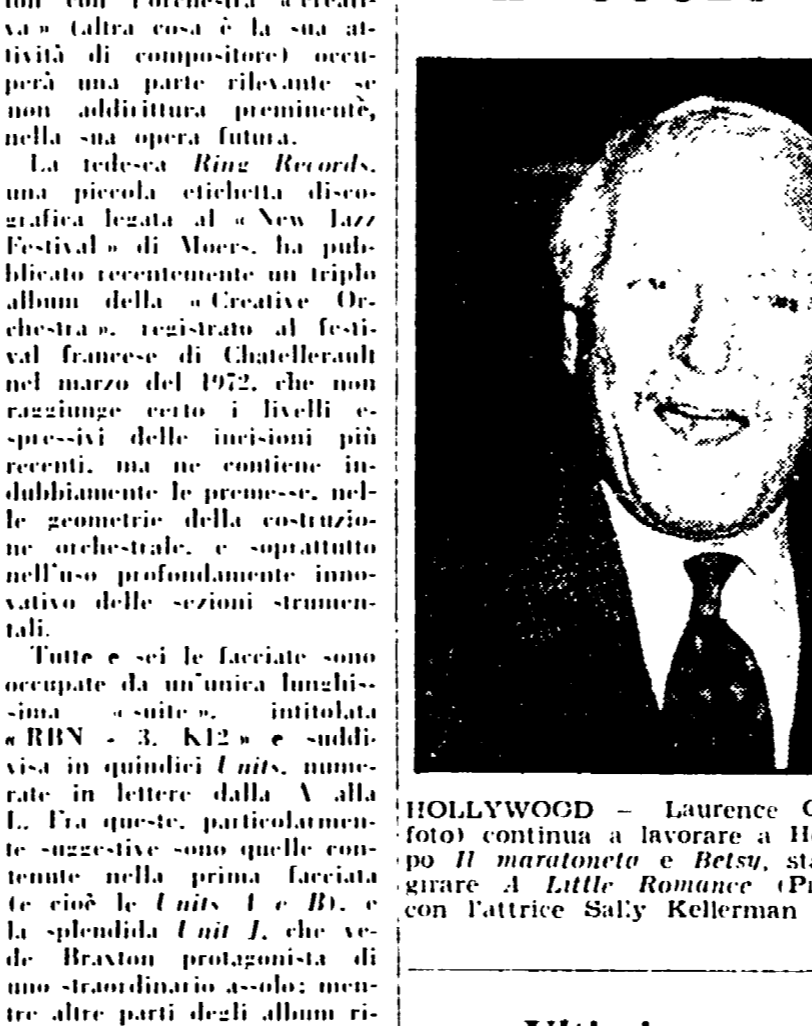 ton con l'orchestra « creati-
va » (altra cosa è la sua at-
tività di compositore) occu-
perà una parte rilevante se
non addirittura preminente,
nella sua opera futura.
La tedesca Ring Records,
una piccola etichetta disco-
grafica legata al « New Jazz
Festival » di Moers, ha pub-
blicato recentemente un triplo
album della « Creative Or-
chestra », registrato al festi-
val francese di Chatellerault
nel marzo del 1972, che non
raggiunge certo i livelli e-
spressivi delle incisioni più
recenti, ma ne contiene in-
dubbiamente le premesse, nel-
le geometrie della costruzio-
ne orchestrale, e soprattutto
nell'uso profondamente inno-
vativo delle sezioni strumen-
tali.
Tutte e sei le facciate sono
occupate da un'unica lunghis-
sima « suite », intitolata
« RBN - 3. K12 » e suddi-
visa in quindici Units, nume-
rate in lettere dalla A alla
L. Fra queste, particolarmen-
te suggestive sono quelle con-
tenute nella prima facciata
(e cioè le Units A e B), e
la splendida Unit J, che ve-
de Braxton protagonista di
uno straordinario assolo; men-
tre altre parti degli album ri-
HOLLYWOOD — Laurence
foto) continua a lavorare a
po Il maratoneta e Betsy,
girare A Little Romance
con l'attrice Sally Kellerman